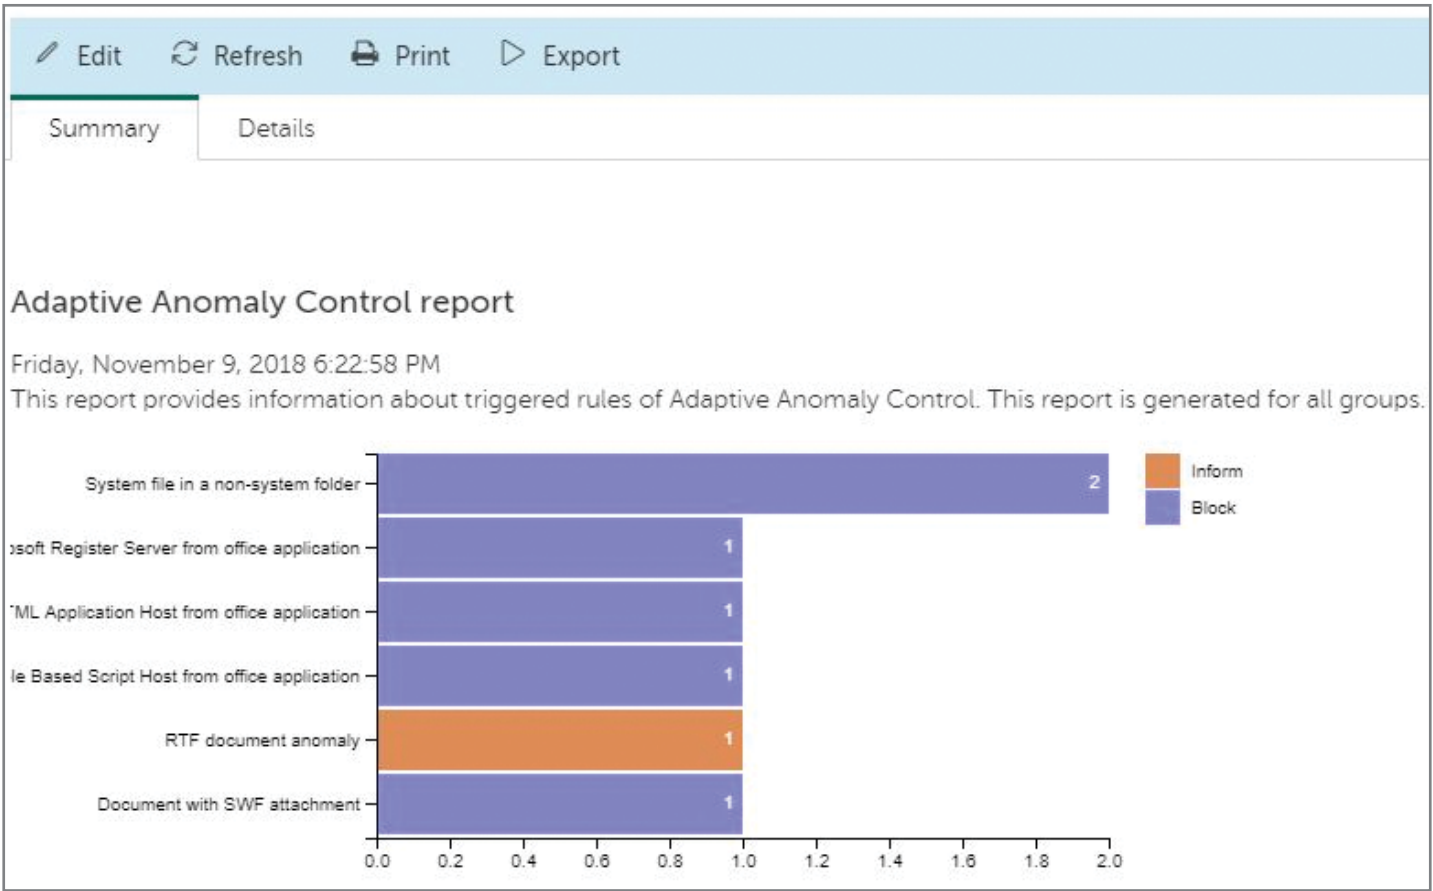 Edit Refresh Print Export
Summary Details
Adaptive Anomaly Control report
Friday, November 9, 2018 6:22:58 PM
This report provides information about triggered rules of Adaptive Anomaly Control. This report is generated for all groups.
System file in a non-system folder 2
osoft Register Server from office application 1
TML Application Host from office application 1
le Based Script Host from office application 1
RTF document anomaly 1
Document with SWF attachment 1
Inform
Block
0.0 0.2 0.4 0.6 0.8 1.0 1.2 1.4 1.6 1.8 2.0